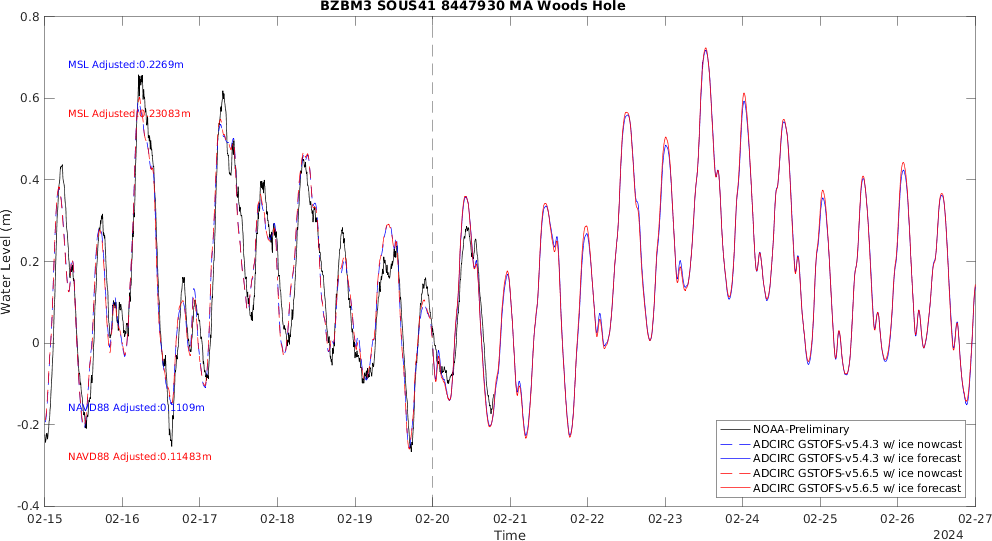 BZBM3 SOUS41 8447930 MA Woods Hole
0.8
0.6
0.4
0.2
0
-0.2
-0.4
Water Level (m)
MSL Adjusted:0.2269m
MSL Adjusted:0.23083m
NAVD88 Adjusted:0.1109m
NAVD88 Adjusted:0.11483m
NOAA-Preliminary
ADCIRC GSTOFS-v5.4.3 w/ ice nowcast
ADCIRC GSTOFS-v5.4.3 w/ ice forecast
ADCIRC GSTOFS-v5.6.5 w/ ice nowcast
ADCIRC GSTOFS-v5.6.5 w/ ice forecast
02-15 02-16 02-17 02-18 02-19 02-20 02-21 02-22 02-23 02-24 02-25 02-26 02-27
Time
2024